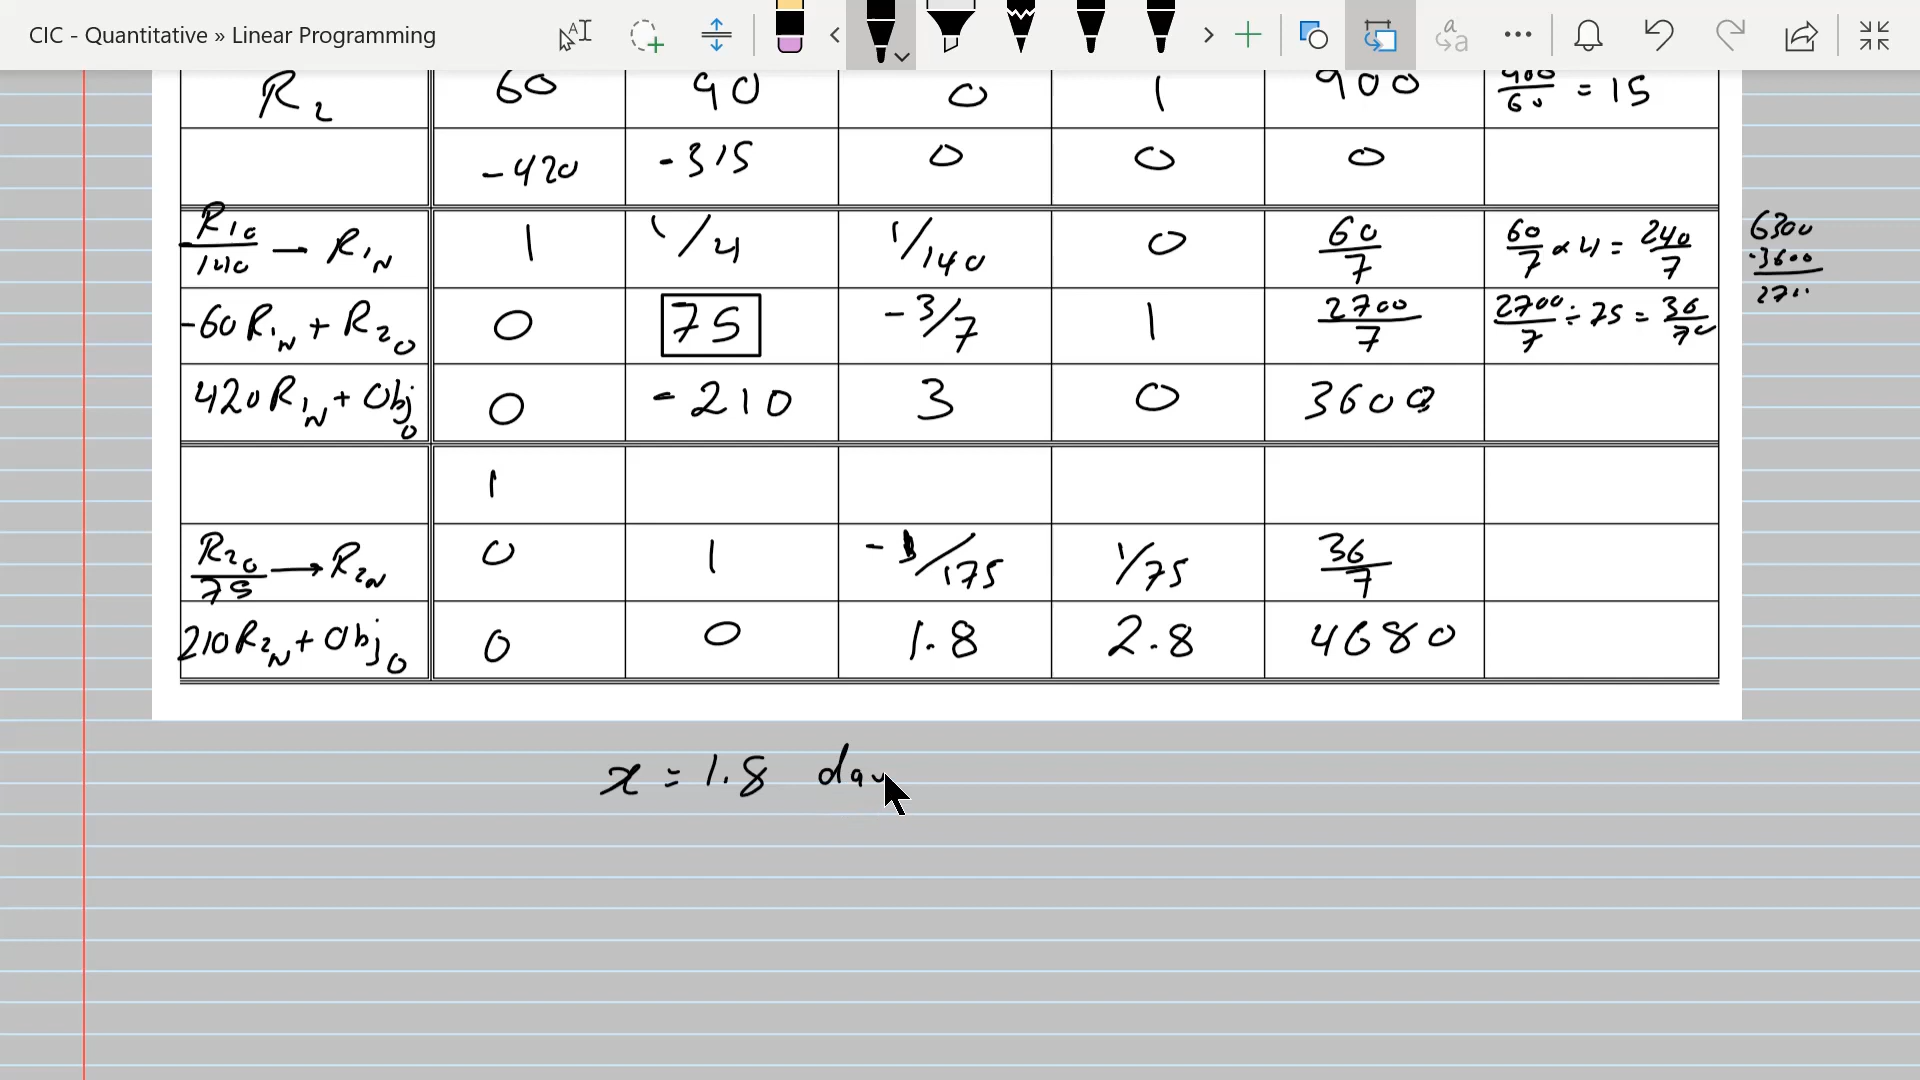 CIC - Quantitative » Linear Programming
R2 60 90 0 1 900 900/60 = 15
-420 -315 0 0 0
R1o/140 → R1N 1 1/4 1/140 0 60/7 60/7 × 4 = 240/7
6300
-3600
2700
-60R1N + R2o 0 75 -3/7 1 2700/7 2700/7 ÷ 75 = 36/7
420R1N + Objo 0 -210 3 0 3600
1
R2o/75 → R2N 0 1 -1/175 1/75 36/7
210R2N + Objo 0 0 1.8 2.8 4680
x = 1.8 day